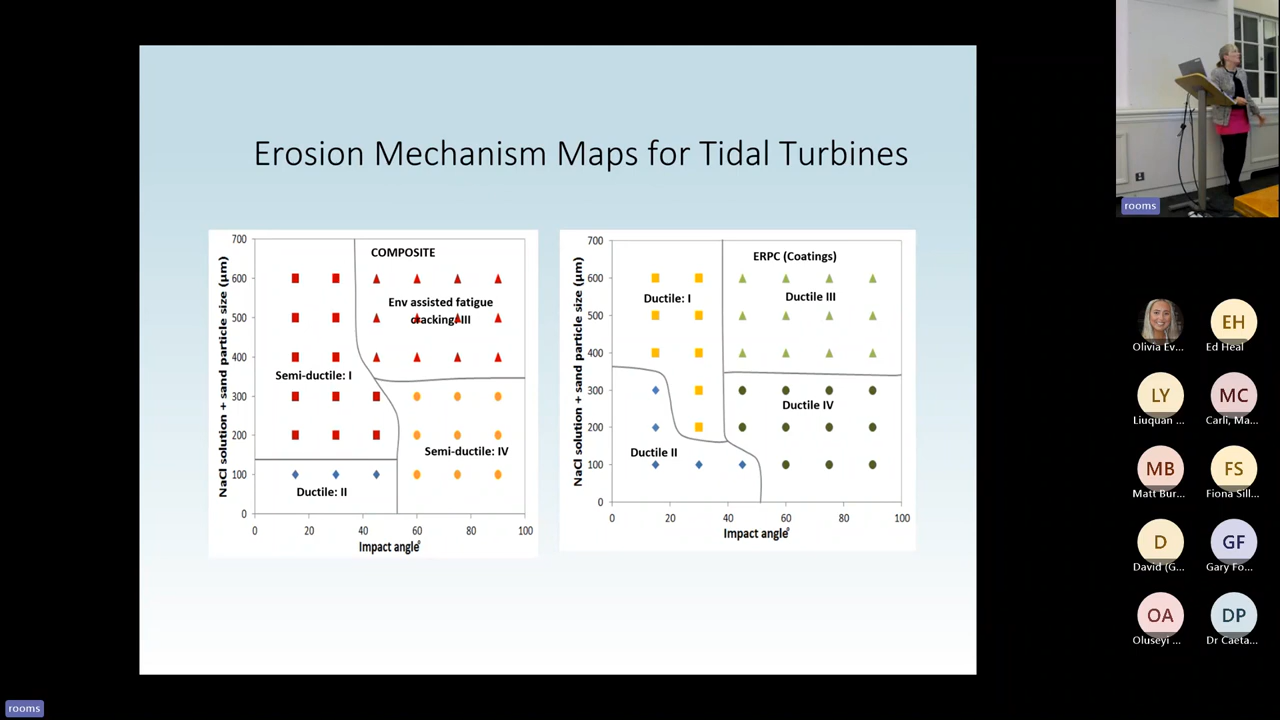 Erosion Mechanism Maps for Tidal Turbines
NaCl solution + sand particle size (µm)
700
600
500
400
300
200
100
0
COMPOSITE
Env assisted fatigue
cracking: III
Semi-ductile: I
Semi-ductile: IV
Ductile: II
0 20 40 60 80 100
Impact angle°
NaCl solution + sand particle size (µm)
700
600
500
400
300
200
100
0
ERPC (Coatings)
Ductile: I
Ductile III
Ductile IV
Ductile II
0 20 40 60 80 100
Impact angle°
rooms
Olivia Ev...
EH
Ed Heal
LY
Liuquan ...
MC
Carli, Ma...
MB
Matt Bur...
FS
Fiona Sill...
D
David (G...
GF
Gary Fo...
OA
Oluseyi ...
DP
Dr Caeta...
rooms